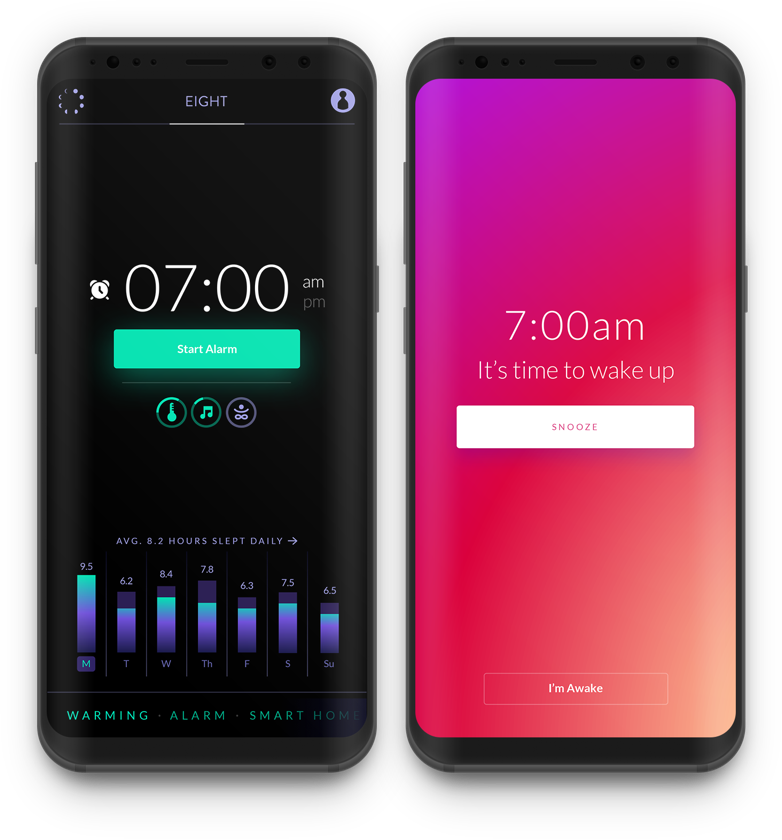 EIGHT
07:00 am
pm
Start Alarm
AVG. 8.2 HOURS SLEPT DAILY →
9.5 6.2 8.4 7.8 6.3 7.5 6.5
M T W Th F S Su
WARMING · ALARM · SMART HOME
7:00am
It's time to wake up
SNOOZE
I'm Awake